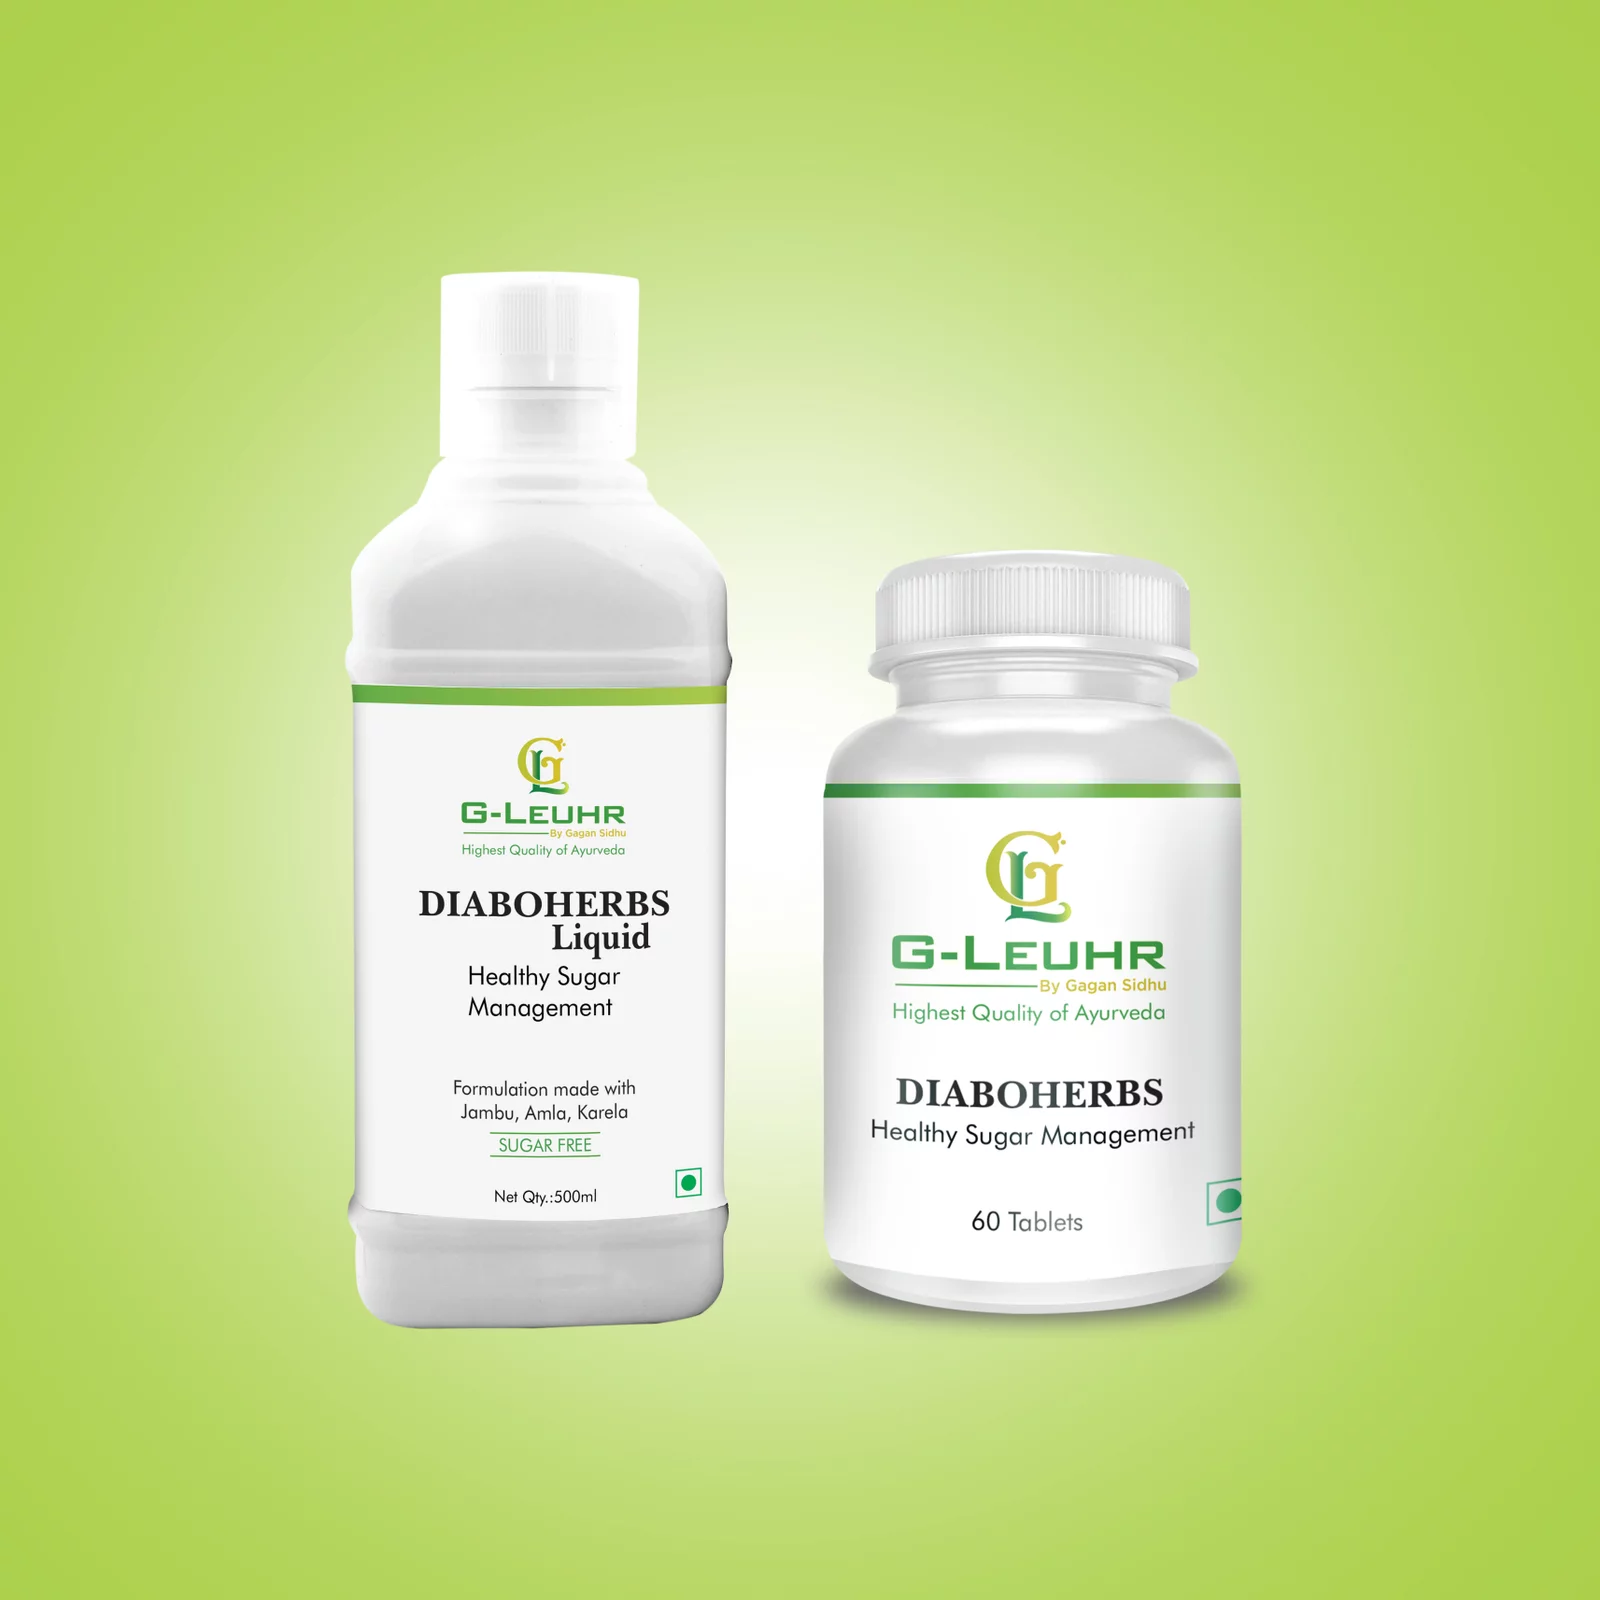 G-LEUHR
By Gagan Sidhu
Highest Quality of Ayurveda
DIABOHERBS
Liquid
Healthy Sugar
Management
Formulation made with
Jambu, Amla, Karela
SUGAR FREE
Net Qty.:500ml
G-LEUHR
By Gagan Sidhu
Highest Quality of Ayurveda
DIABOHERBS
Healthy Sugar Management
60 Tablets